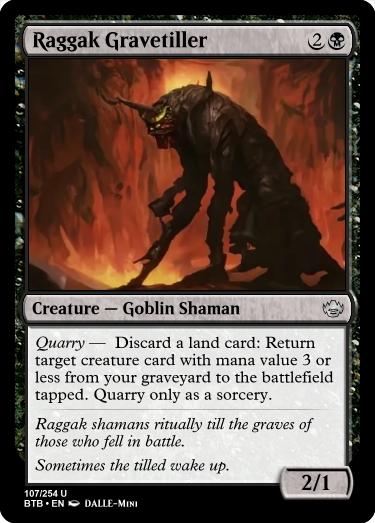 Raggak Gravetiller 2
Creature — Goblin Shaman
Quarry — Discard a land card: Return
target creature card with mana value 3 or
less from your graveyard to the battlefield
tapped. Quarry only as a sorcery.
Raggak shamans ritually till the graves of
those who fell in battle.
Sometimes the tilled wake up.
2/1
107/254 U
BTB • EN DALLE-Mini